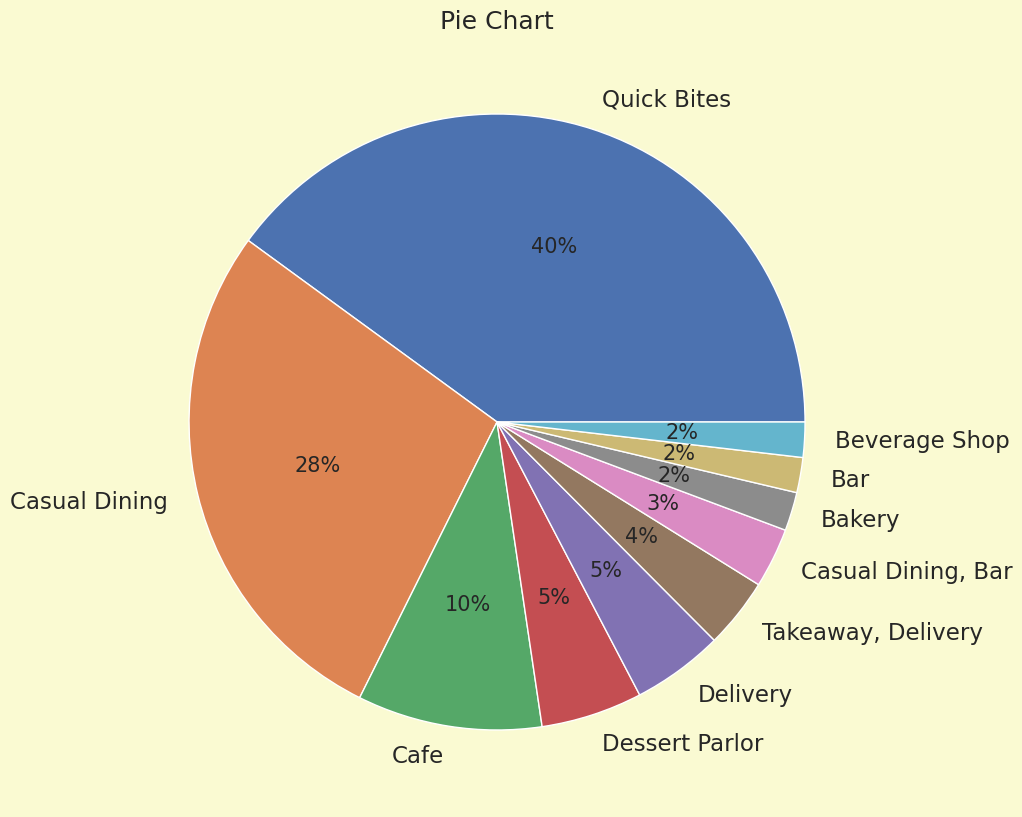 Pie Chart
Quick Bites
40%
28%
Casual Dining
10%
Cafe
5%
Dessert Parlor
5%
Delivery
4%
Takeaway, Delivery
3%
Casual Dining, Bar
2%
Bakery
2%
Bar
2%
Beverage Shop